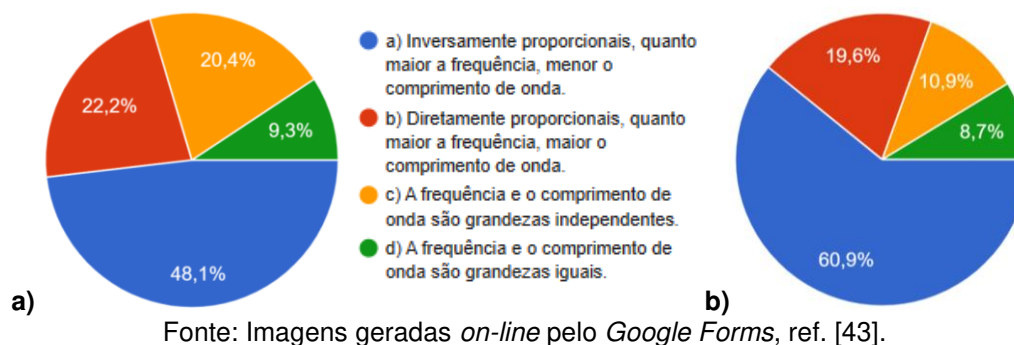 20,4%
22,2%
9,3%
48,1%
a)
a) Inversamente proporcionais, quanto
maior a frequência, menor o
comprimento de onda.
b) Diretamente proporcionais, quanto
maior a frequência, maior o
comprimento de onda.
c) A frequência e o comprimento de
onda são grandezas independentes.
d) A frequência e o comprimento de
onda são grandezas iguais.
19,6%
10,9%
8,7%
60,9%
b)
Fonte: Imagens geradas on-line pelo Google Forms, ref. [43].